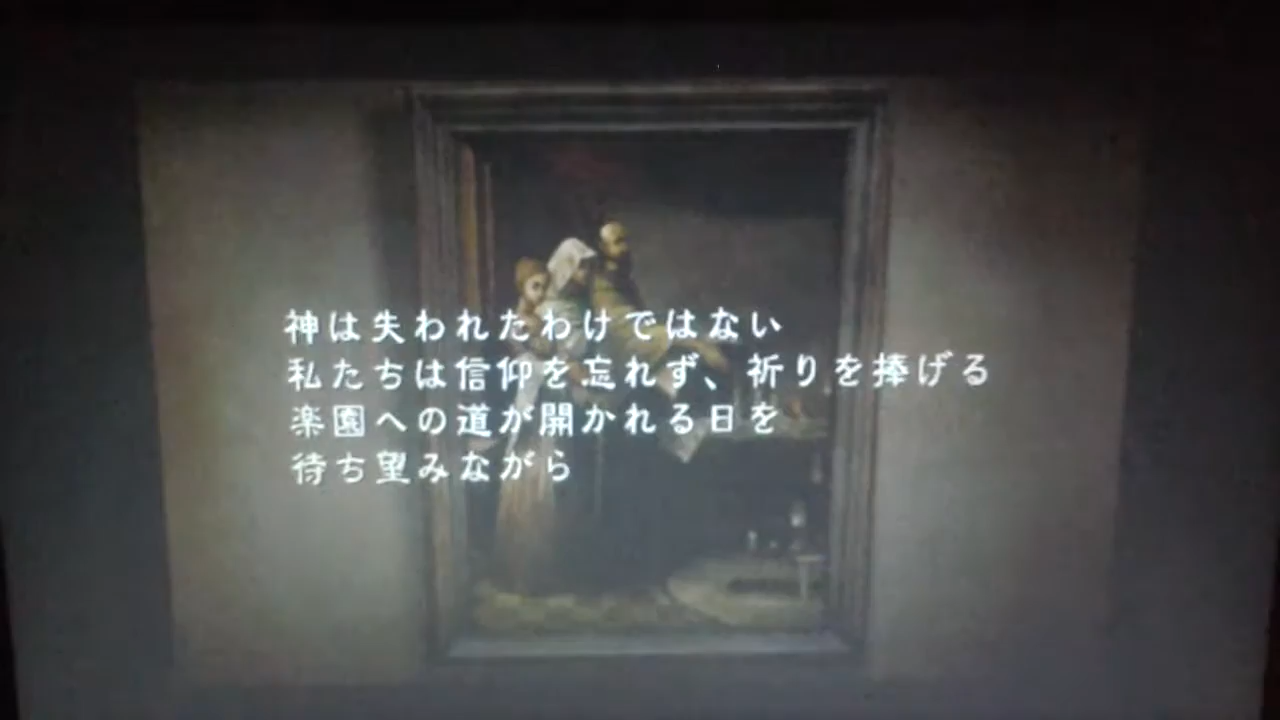 神は失われたわけではない
私たちは信仰を忘れず、祈りを捧げる
楽園への道が開かれる日を
待ち望みながら